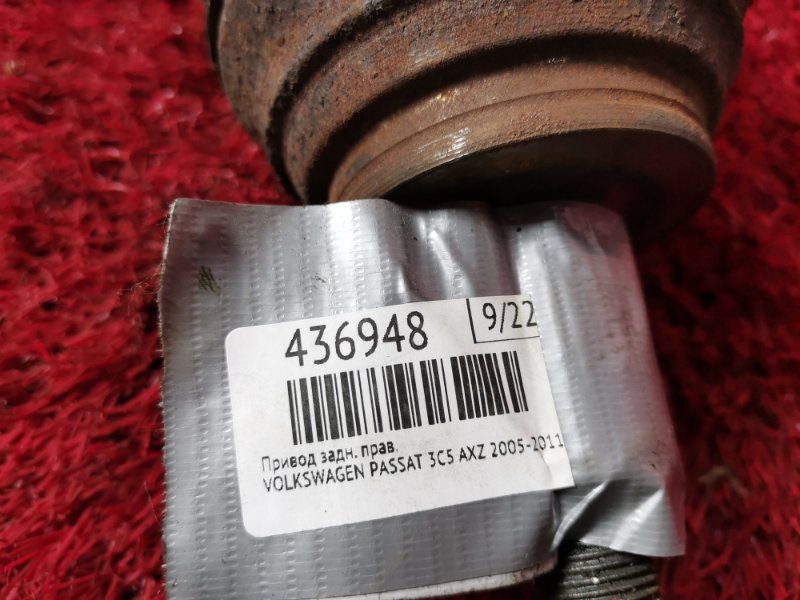 436948
9/22
Привод задн. прав.
VOLKSWAGEN PASSAT 3C5 AXZ 2005-2011